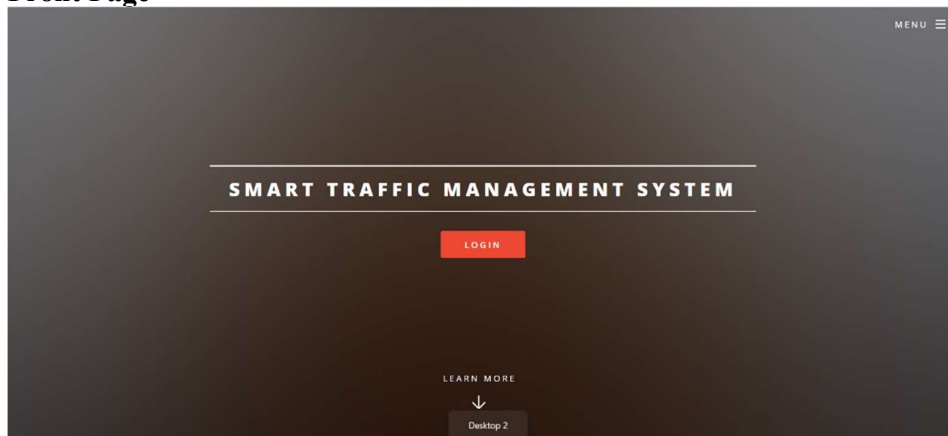 Front Page
MENU
SMART TRAFFIC MANAGEMENT SYSTEM
LOGIN
LEARN MORE
Desktop 2